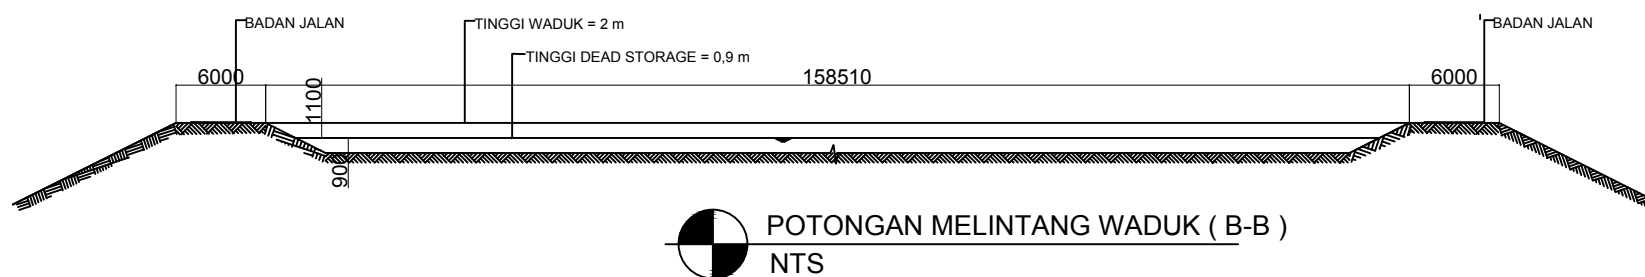 BADAN JALAN
TINGGI WADUK = 2 m
BADAN JALAN
TINGGI DEAD STORAGE = 0,9 m
6000
158510
6000
1100
900
POTONGAN MELINTANG WADUK ( B-B )
NTS